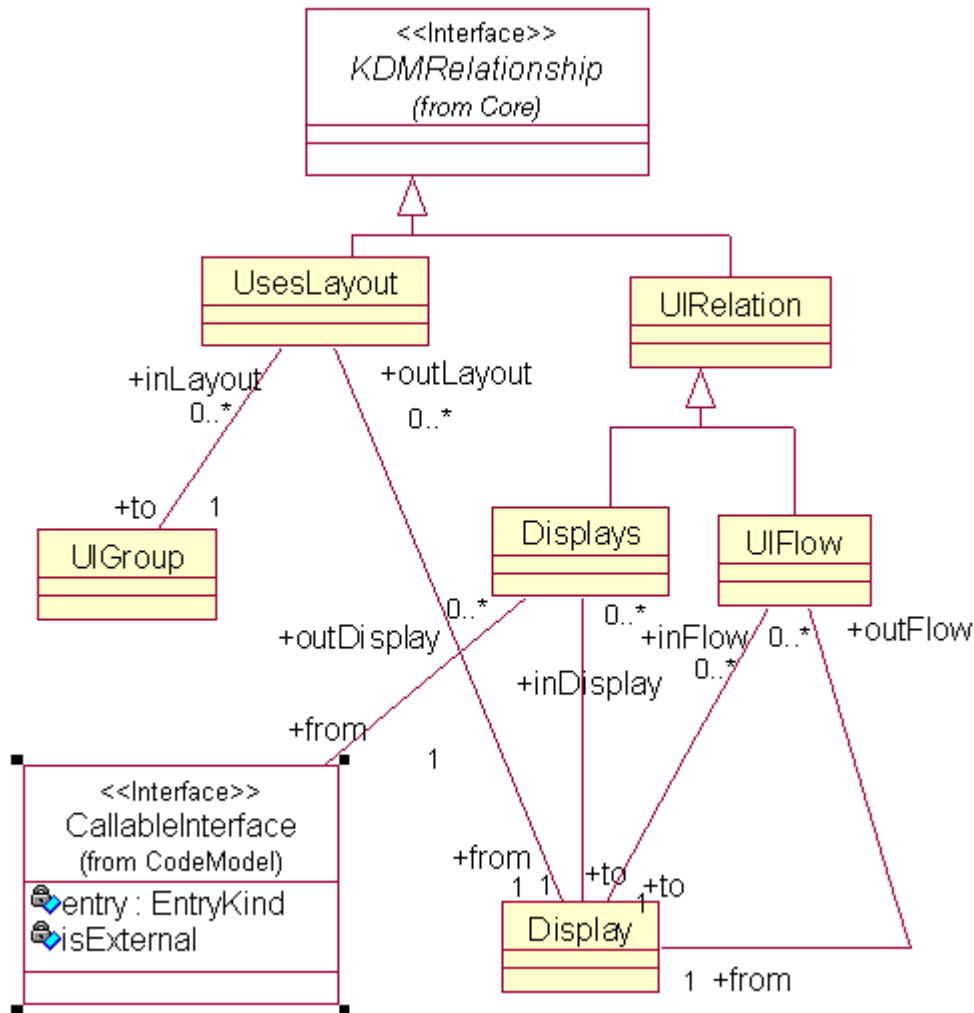 <<Interface>>
KDMRelationship
(from Core)
UsesLayout
UIRelation
+inLayout
0..*
+outLayout
0..*
+to
1
UIGroup
Displays
UIFlow
0..*
+outDisplay
0..*
+inDisplay
+inFlow
0..*
0..*
+outFlow
+from
1
<<Interface>>
CallableInterface
(from CodeModel)
entry : EntryKind
isExternal
+from
1
1
+to
1
+to
Display
1
+from